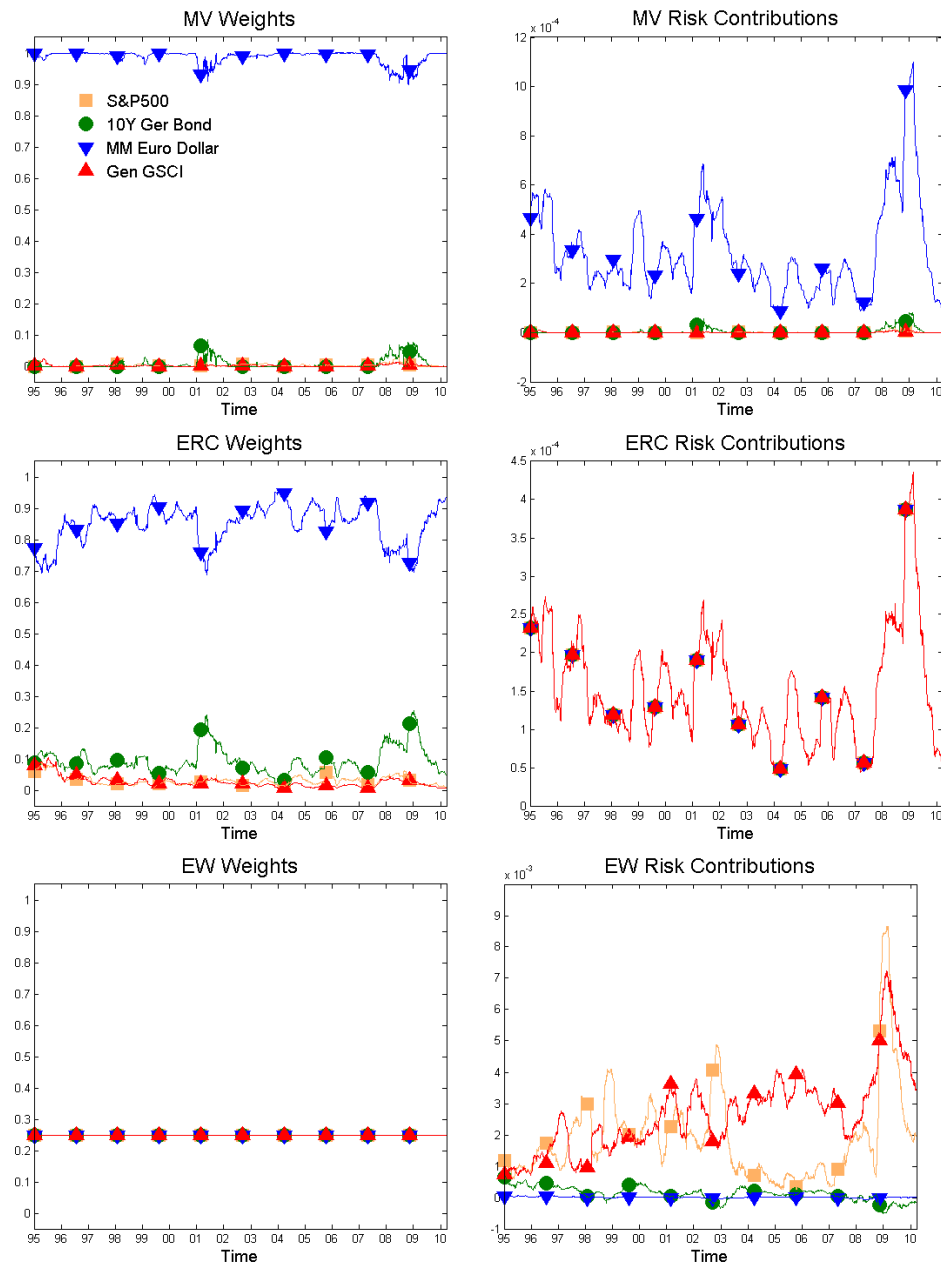 MV Weights
1
0.9
0.8
0.7
0.6
0.5
0.4
0.3
0.2
0.1
0
S&P500
10Y Ger Bond
MM Euro Dollar
Gen GSCI
95 96 97 98 99 00 01 02 03 04 05 06 07 08 09 10
Time
MV Risk Contributions
x 10-4
12
10
8
6
4
2
0
-2
95 96 97 98 99 00 01 02 03 04 05 06 07 08 09 10
Time
ERC Weights
1
0.9
0.8
0.7
0.6
0.5
0.4
0.3
0.2
0.1
0
95 96 97 98 99 00 01 02 03 04 05 06 07 08 09 10
Time
ERC Risk Contributions
x 10-4
4.5
4
3.5
3
2.5
2
1.5
1
0.5
0
95 96 97 98 99 00 01 02 03 04 05 06 07 08 09 10
Time
EW Weights
1
0.9
0.8
0.7
0.6
0.5
0.4
0.3
0.2
0.1
0
95 96 97 98 99 00 01 02 03 04 05 06 07 08 09 10
Time
EW Risk Contributions
x 10-3
9
8
7
6
5
4
3
2
1
0
-1
95 96 97 98 99 00 01 02 03 04 05 06 07 08 09 10
Time